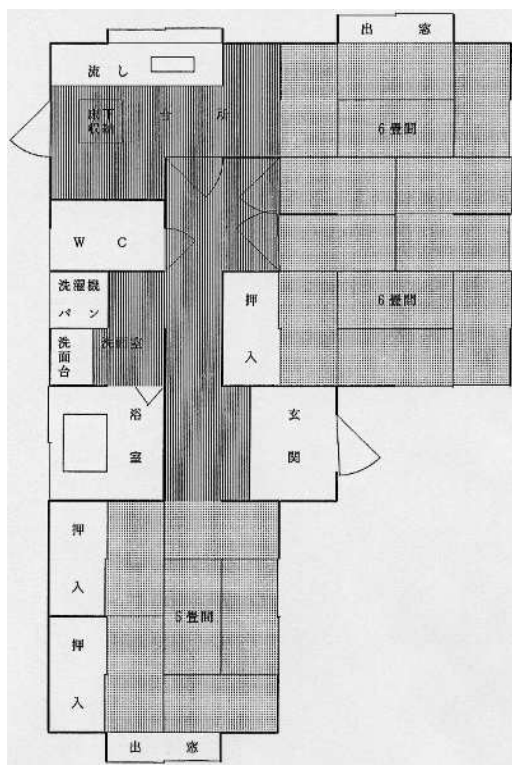 出 窓
流 し
床下
収納
台 所
6畳間
W C
洗濯機
パン
押
入
6畳間
洗
面
台
洗面室
浴
室
玄
関
押
入
6畳間
押
入
出 窓